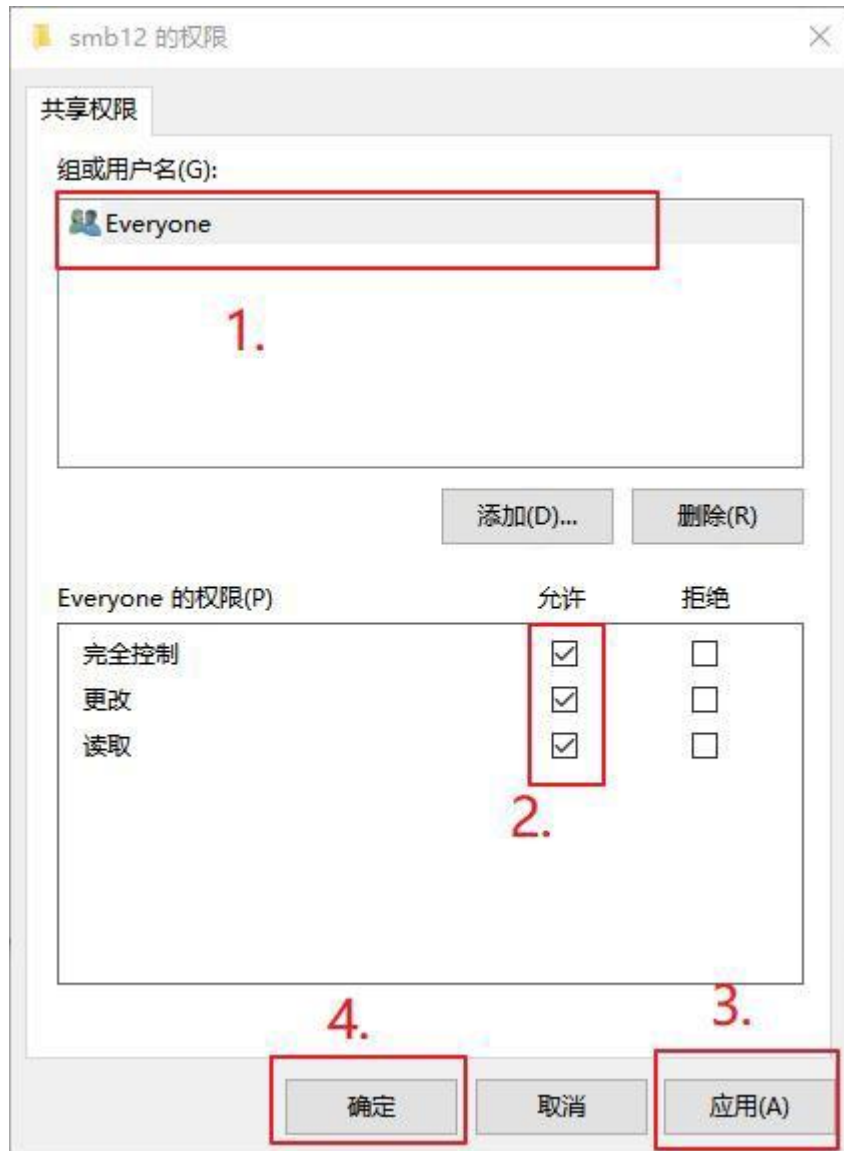 smb12 的权限
共享权限
组或用户名(G):
Everyone
1.
添加(D)... 删除(R)
Everyone 的权限(P) 允许 拒绝
完全控制
更改
读取
2.
3.
4.
确定 取消 应用(A)